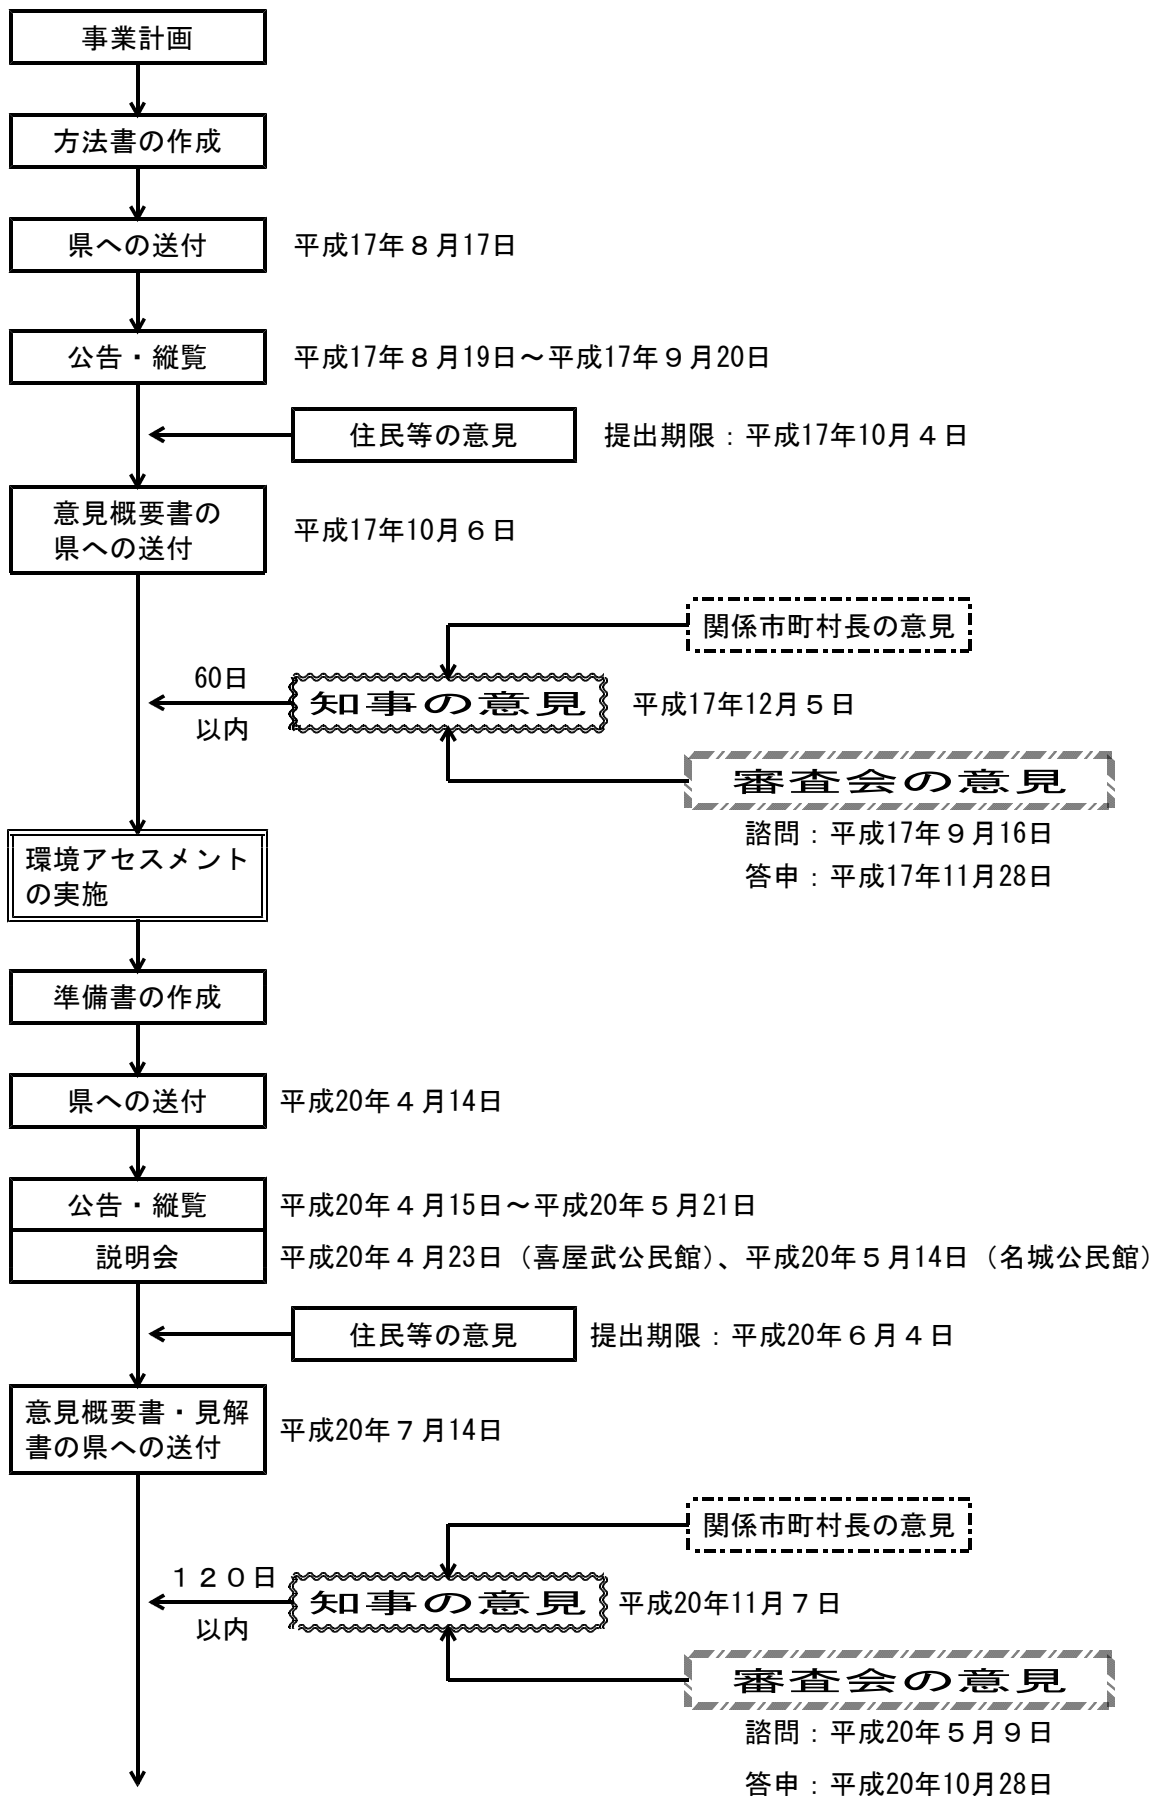 事業計画
方法書の作成
県への送付 平成17年８月17日
公告・縦覧 平成17年８月19日～平成17年９月20日
住民等の意見 提出期限：平成17年10月４日
意見概要書の
県への送付 平成17年10月６日
関係市町村長の意見
60日
以内
知事の意見 平成17年12月５日
審査会の意見
諮問：平成17年９月16日
答申：平成17年11月28日
環境アセスメント
の実施
準備書の作成
県への送付 平成20年４月14日
公告・縦覧 平成20年４月15日～平成20年５月21日
説明会 平成20年４月23日（喜屋武公民館）、平成20年５月14日（名城公民館）
住民等の意見 提出期限：平成20年６月４日
意見概要書・見解
書の県への送付 平成20年７月14日
関係市町村長の意見
１２０日
以内
知事の意見 平成20年11月７日
審査会の意見
諮問：平成20年５月９日
答申：平成20年10月28日